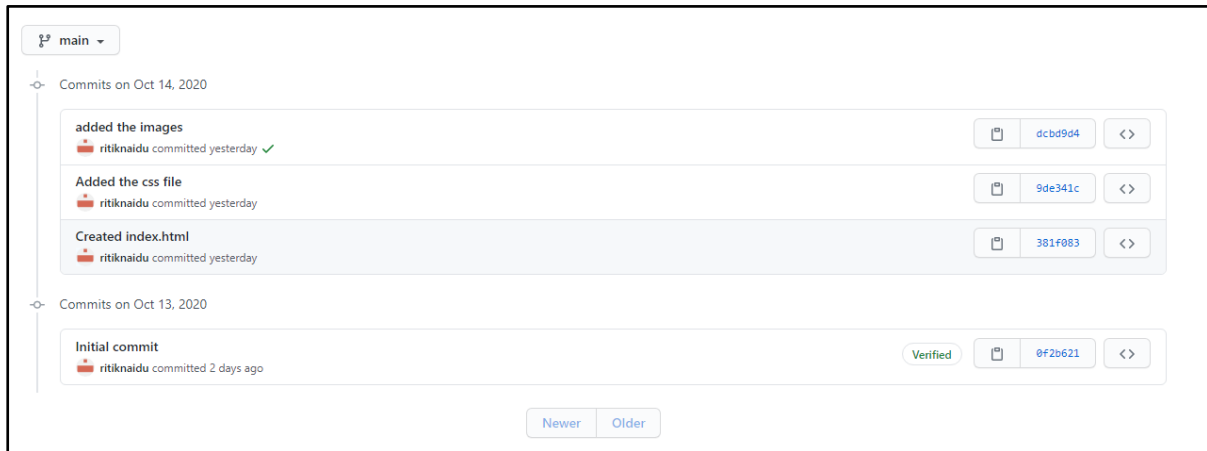 main
Commits on Oct 14, 2020
added the images
ritiknaidu committed yesterday
dcbd9d4
Added the css file
ritiknaidu committed yesterday
9de341c
Created index.html
ritiknaidu committed yesterday
381f083
Commits on Oct 13, 2020
Initial commit
ritiknaidu committed 2 days ago
Verified
0f2b621
Newer Older